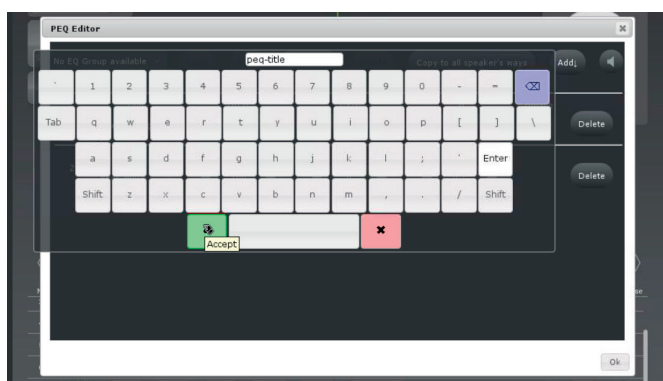 PEQ Editor
No EQ Group available
peq-title
Copy to all speaker's ways
Add↓
` 1 2 3 4 5 6 7 8 9 0 - =
Tab q w e r t y u i o p [ ] \
Delete
a s d f g h j k l ; ' Enter
Delete
Shift z x c v b n m , . / Shift
Accept
Ok